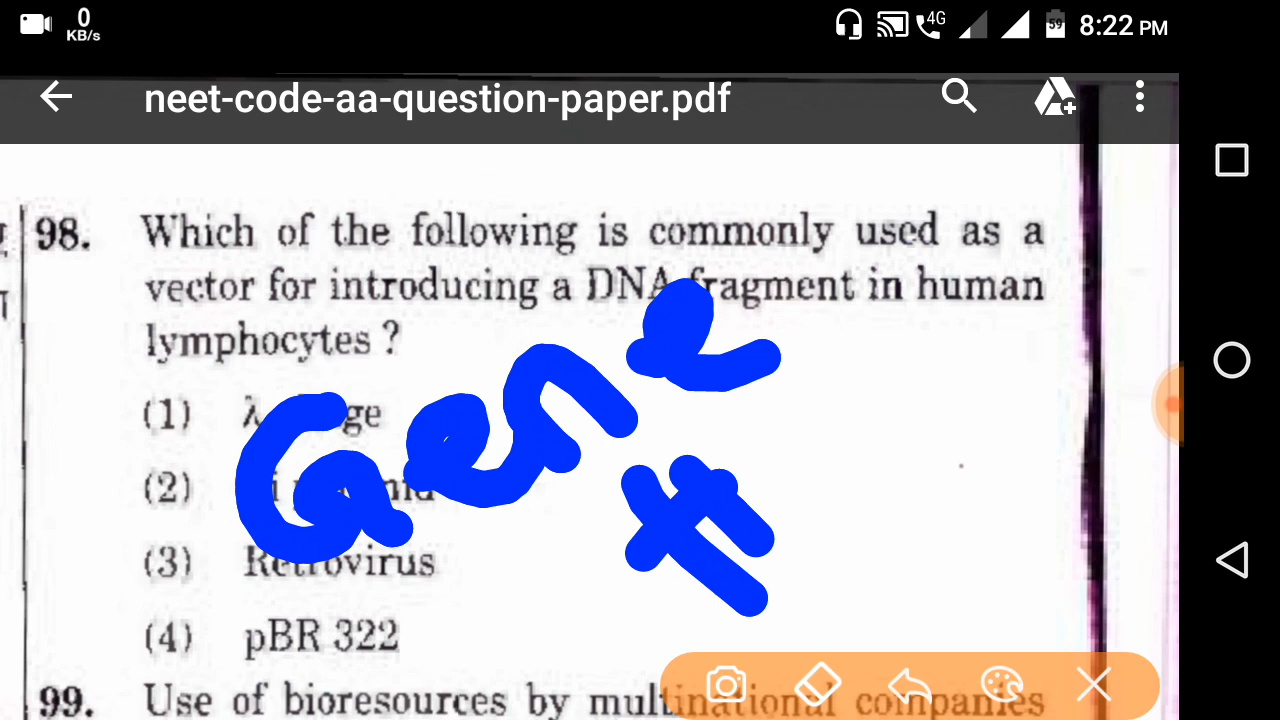 0
KB/s
4G
59
8:22 PM
neet-code-aa-question-paper.pdf
98. Which of the following is commonly used as a
vector for introducing a DNA fragment in human
lymphocytes ?
(1) λ
(2)
(3) Retrovirus
(4) pBR 322
Gene
99. Use of bioresources by multinational companies